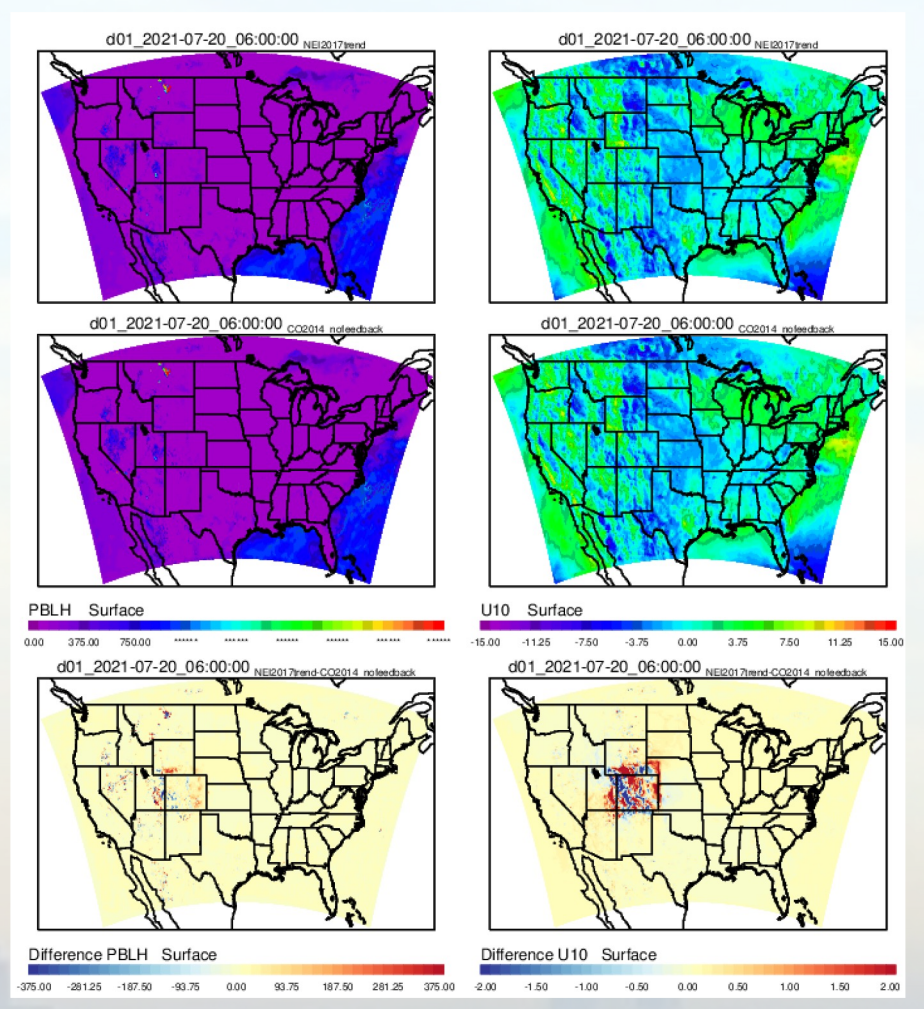 d01_2021-07-20_06:00:00 NEI2017trend
d01_2021-07-20_06:00:00 NEI2017trend
d01_2021-07-20_06:00:00 CO2014_nofeedback
d01_2021-07-20_06:00:00 CO2014_nofeedback
PBLH Surface
0.00 375.00 750.00 ****** * *** *** ****** ****** *** *** * *****
U10 Surface
-15.00 -11.25 -7.50 -3.75 0.00 3.75 7.50 11.25 15.00
d01_2021-07-20_06:00:00 NEI2017trend-CO2014_nofeedback
d01_2021-07-20_06:00:00 NEI2017trend-CO2014_nofeedback
Difference PBLH Surface
-375.00 -281.25 -187.50 -93.75 0.00 93.75 187.50 281.25 375.00
Difference U10 Surface
-2.00 -1.50 -1.00 -0.50 0.00 0.50 1.00 1.50 2.00